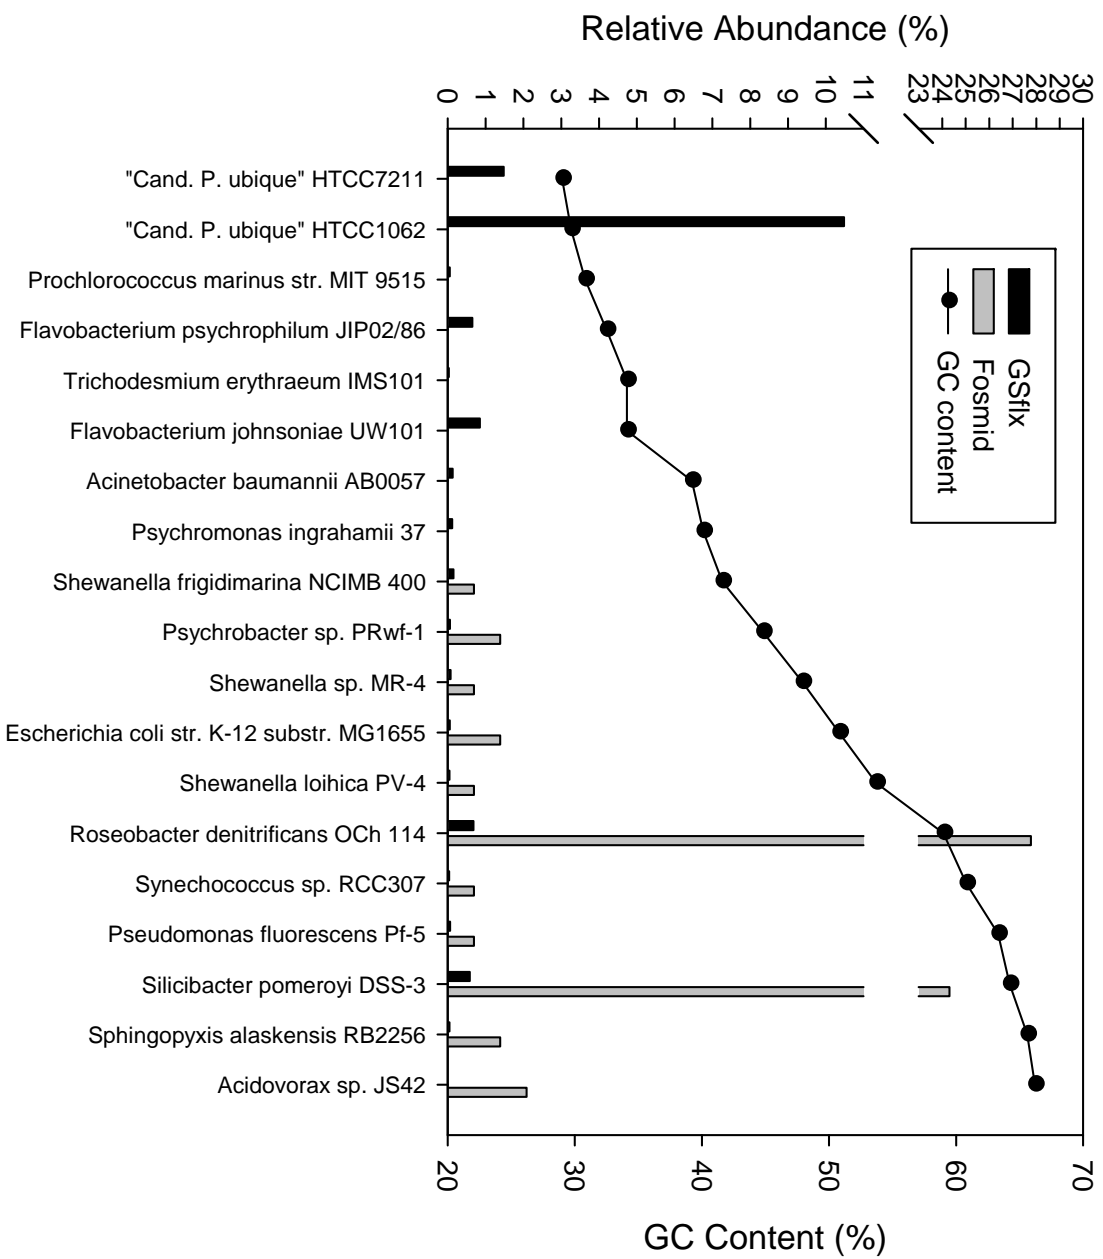 Relative Abundance (%)
0 1 2 3 4 5 6 7 8 9 10 11 23 24 25 26 27 28 29 30
"Cand. P. ubique" HTCC7211
"Cand. P. ubique" HTCC1062
Prochlorococcus marinus str. MIT 9515
Flavobacterium psychrophilum JIP02/86
Trichodesmium erythraeum IMS101
Flavobacterium johnsoniae UW101
Acinetobacter baumannii AB0057
Psychromonas ingrahamii 37
Shewanella frigidimarina NCIMB 400
Psychrobacter sp. PRwf-1
Shewanella sp. MR-4
Escherichia coli str. K-12 substr. MG1655
Shewanella loihica PV-4
Roseobacter denitrificans OCh 114
Synechococcus sp. RCC307
Pseudomonas fluorescens Pf-5
Silicibacter pomeroyi DSS-3
Sphingopyxis alaskensis RB2256
Acidovorax sp. JS42
GSflx
Fosmid
GC content
20 30 40 50 60 70
GC Content (%)